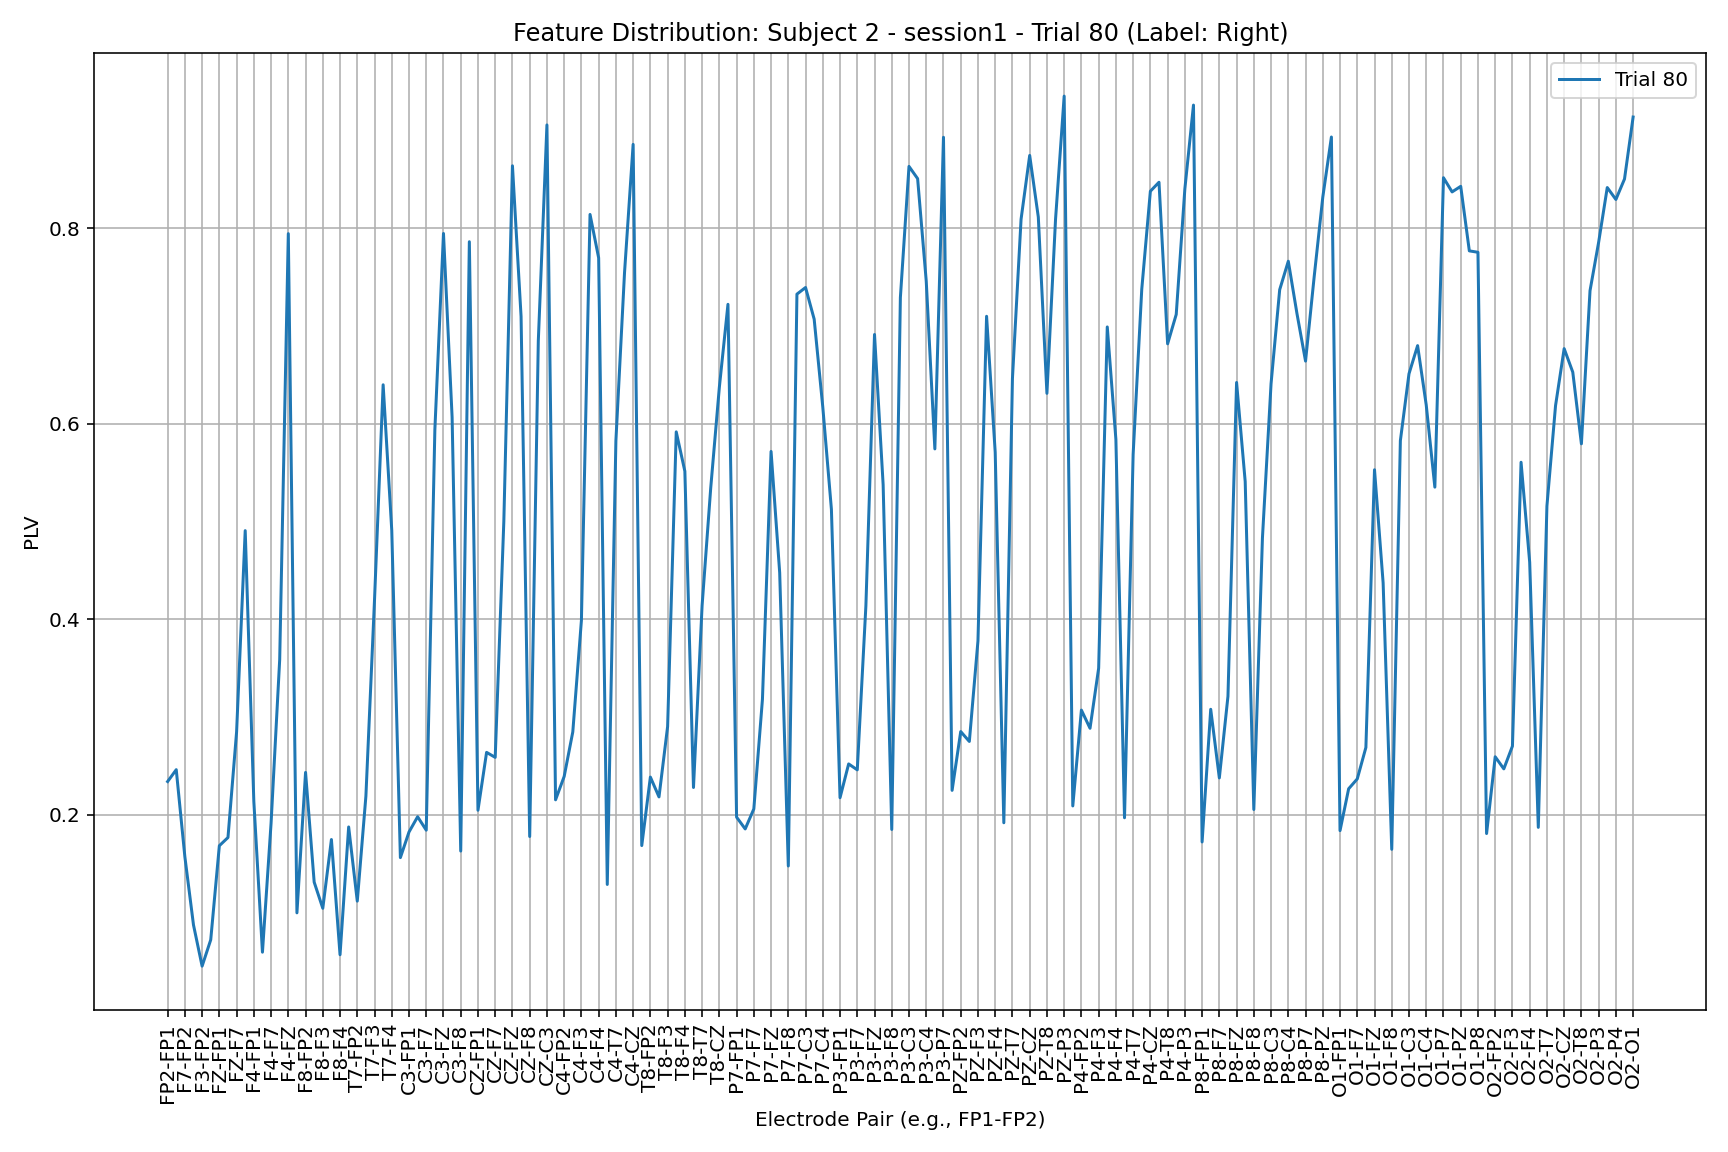 Feature Distribution: Subject 2 - session1 - Trial 80 (Label: Right)
Trial 80
PLV
0.8
0.6
0.4
0.2
FP2-FP1
F7-FP2
F3-FP2
FZ-FP1
FZ-F7
F4-FP1
F4-F7
F4-FZ
F8-FP2
F8-F3
F8-F4
T7-FP2
T7-F3
T7-F4
C3-FP1
C3-F7
C3-FZ
C3-F8
CZ-FP1
CZ-F7
CZ-FZ
CZ-F8
CZ-C3
C4-FP2
C4-F3
C4-F4
C4-T7
C4-CZ
T8-FP2
T8-F3
T8-F4
T8-T7
T8-CZ
P7-FP1
P7-F7
P7-FZ
P7-F8
P7-C3
P7-C4
P3-FP1
P3-F7
P3-FZ
P3-F8
P3-C3
P3-C4
P3-P7
PZ-FP2
PZ-F3
PZ-F4
PZ-T7
PZ-CZ
PZ-T8
PZ-P3
P4-FP2
P4-F3
P4-F4
P4-T7
P4-CZ
P4-T8
P4-P3
P8-FP1
P8-F7
P8-FZ
P8-F8
P8-C3
P8-C4
P8-P7
P8-PZ
O1-FP1
O1-F7
O1-FZ
O1-F8
O1-C3
O1-C4
O1-P7
O1-PZ
O1-P8
O2-FP2
O2-F3
O2-F4
O2-T7
O2-CZ
O2-T8
O2-P3
O2-P4
O2-O1
Electrode Pair (e.g., FP1-FP2)